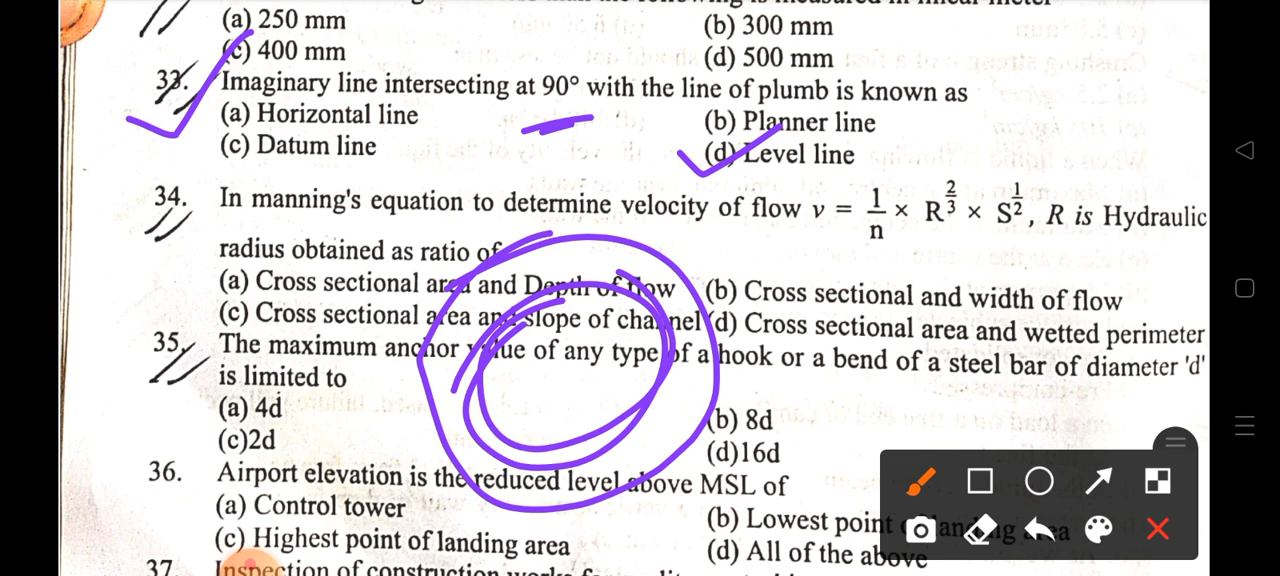 (a) 250 mm (b) 300 mm
(c) 400 mm (d) 500 mm
33. Imaginary line intersecting at 90° with the line of plumb is known as
(a) Horizontal line (b) Planner line
(c) Datum line (d) Level line
34. In manning's equation to determine velocity of flow v = 1/n × R^2/3 × S^1/2, R is Hydraulic
radius obtained as ratio of
(a) Cross sectional area and Depth of flow (b) Cross sectional and width of flow
(c) Cross sectional area and slope of channel (d) Cross sectional area and wetted perimeter
35. The maximum anchor value of any type of a hook or a bend of a steel bar of diameter 'd'
is limited to
(a) 4d (b) 8d
(c)2d (d)16d
36. Airport elevation is the reduced level above MSL of
(a) Control tower (b) Lowest point of landing area
(c) Highest point of landing area (d) All of the above
37. Inspection of construction works